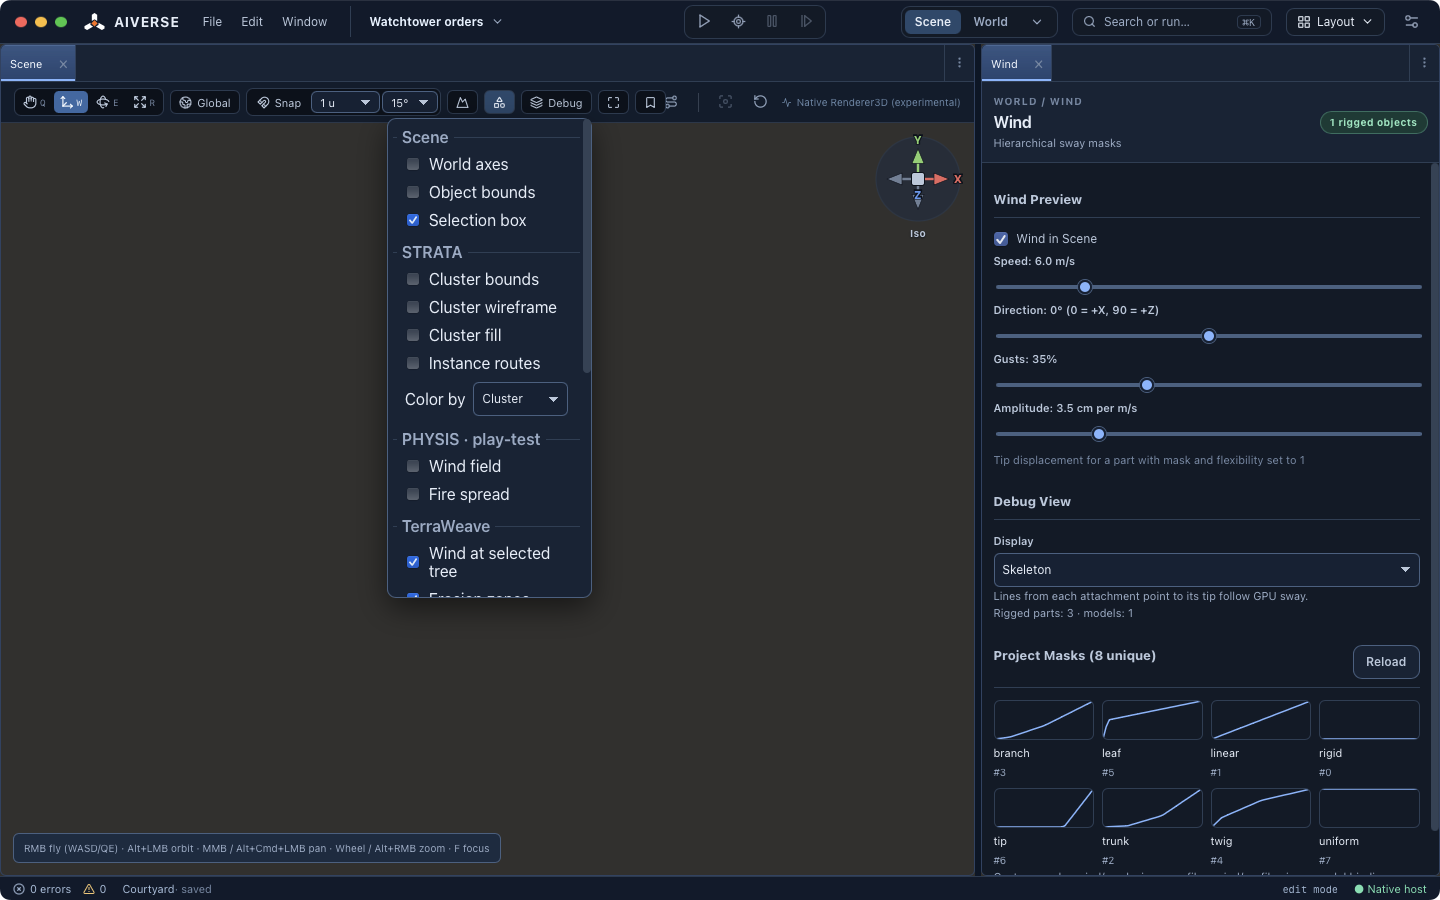 AIVERSE File Edit Window Watchtower orders Scene World Search or run... ⌘K Layout
Scene Wind
Q W E R Global Snap 1 u 15° Debug Native Renderer3D (experimental)
Scene
World axes
Object bounds
Selection box
STRATA
Cluster bounds
Cluster wireframe
Cluster fill
Instance routes
Color by Cluster
PHYSIS · play-test
Wind field
Fire spread
TerraWeave
Wind at selected
tree
Erosion zones
Y
X
Z
Iso
WORLD / WIND
Wind
1 rigged objects
Hierarchical sway masks
Wind Preview
Wind in Scene
Speed: 6.0 m/s
Direction: 0° (0 = +X, 90 = +Z)
Gusts: 35%
Amplitude: 3.5 cm per m/s
Tip displacement for a part with mask and flexibility set to 1
Debug View
Display
Skeleton
Lines from each attachment point to its tip follow GPU sway.
Rigged parts: 3 · models: 1
Project Masks (8 unique)
Reload
branch leaf linear rigid
#3 #5 #1 #0
tip trunk twig uniform
#6 #2 #4 #7
RMB fly (WASD/QE) · Alt+LMB orbit · MMB / Alt+Cmd+LMB pan · Wheel / Alt+RMB zoom · F focus
0 errors 0 Courtyard · saved edit mode Native host